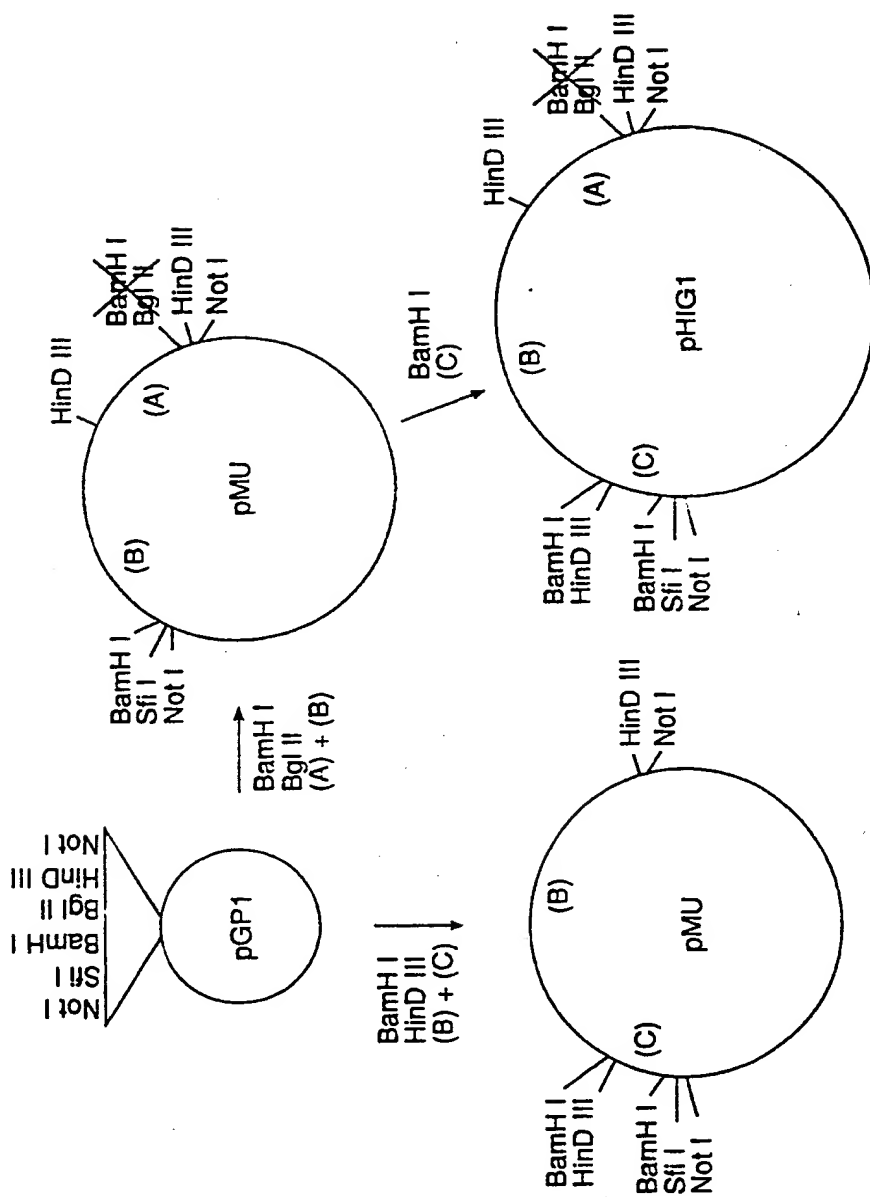 Not I
Sfi I
BamH I
Bgl II
HinD III
Not I
pGP1
BamH I
Bgl II
(A) + (B)
BamH I
Sfi I
Not I
(B)
pMU
(A)
HinD III
BamH I
Bgl II
HinD III
Not I
BamH I
HinD III
(B) + (C)
BamH I
HinD III
(C)
BamH I
Sfi I
Not I
(B)
pMU
HinD III
Not I
BamH I
(C)
BamH I
HinD III
(C)
BamH I
Sfi I
Not I
(B)
pHIG1
(A)
HinD III
BamH I
Bgl II
HinD III
Not I